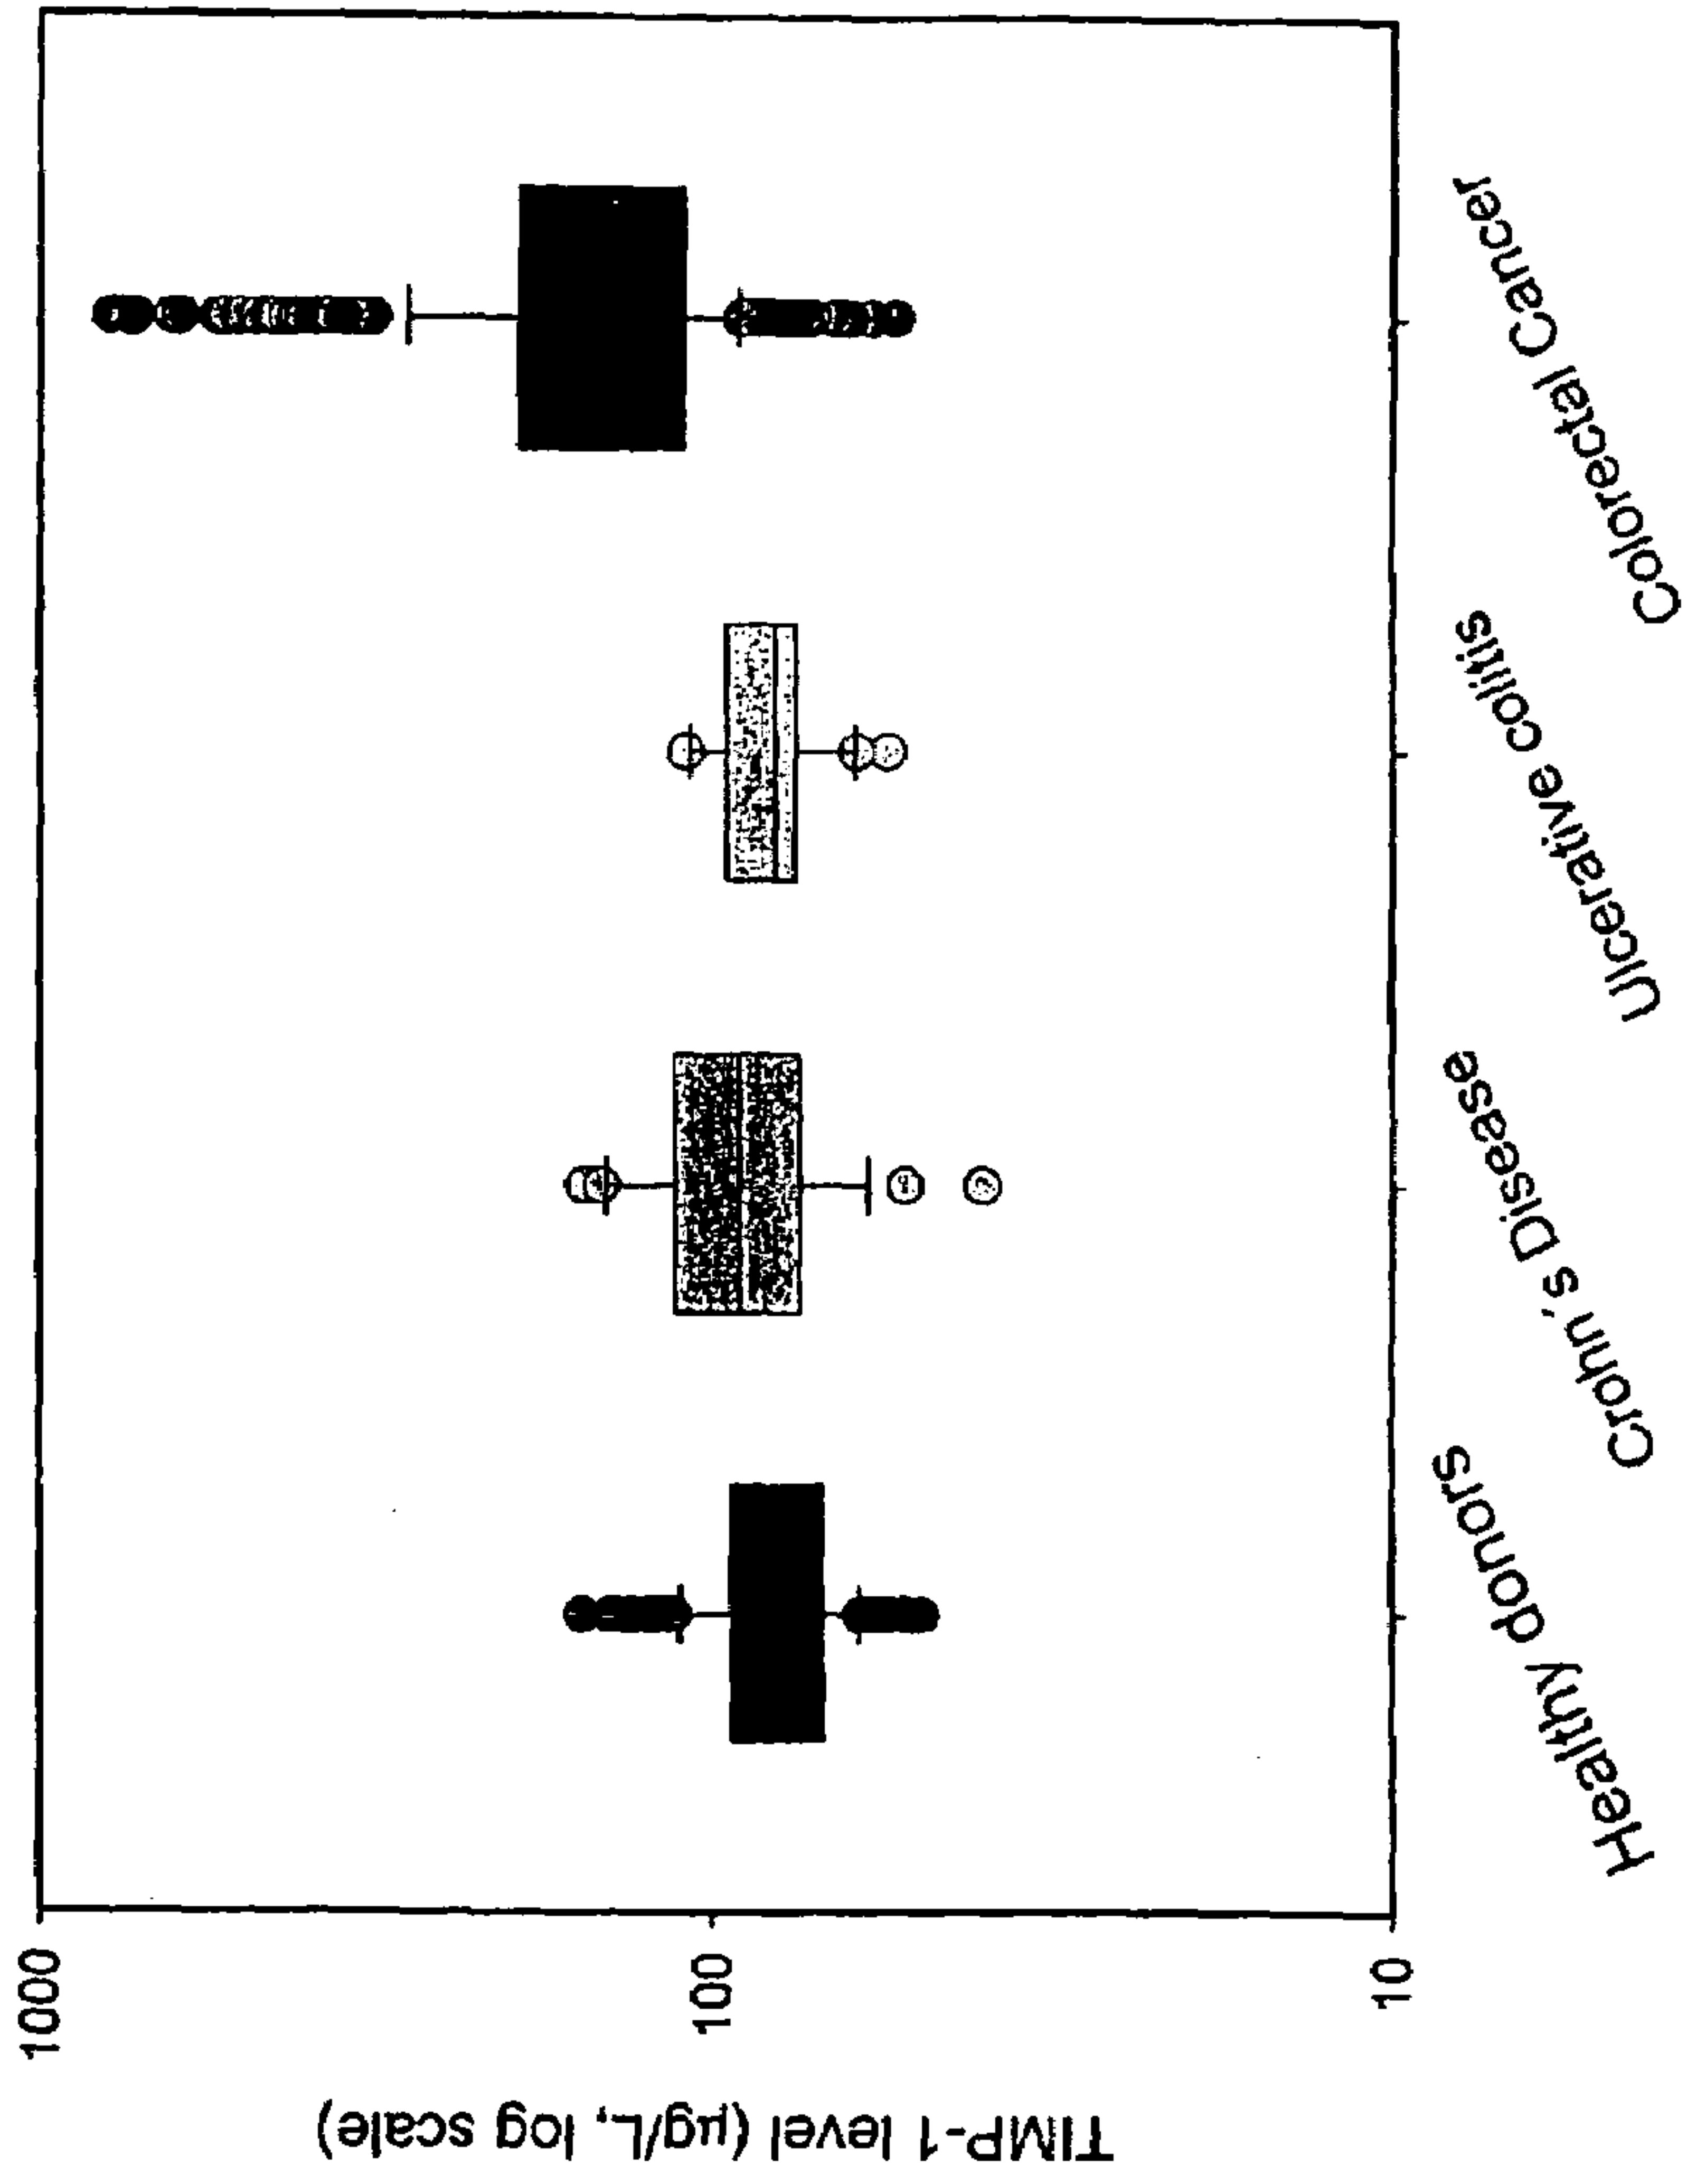 TIMP-1 level (µg/L, log scale)
1000
100
10
Healthy donors
Crohn´s Disease
Ulcerative colitis
Colorectal Cancer